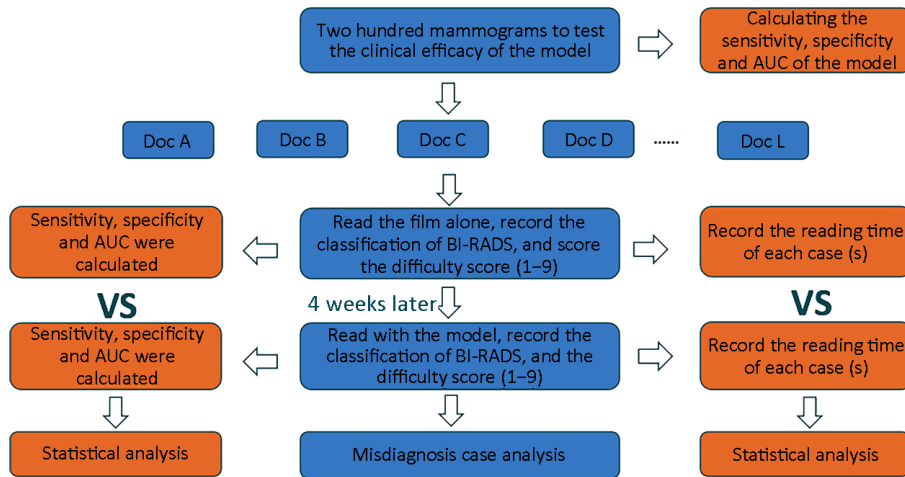 Two hundred mammograms to test
the clinical efficacy of the model
Calculating the
sensitivity, specificity
and AUC of the model
Doc A
Doc B
Doc C
Doc D
......
Doc L
Sensitivity, specificity
and AUC were
calculated
Read the film alone, record the
classification of BI-RADS, and score
the difficulty score (1–9)
Record the reading time
of each case (s)
VS
4 weeks later
VS
Sensitivity, specificity
and AUC were
calculated
Read with the model, record the
classification of BI-RADS, and the
difficulty score (1–9)
Record the reading time
of each case (s)
Statistical analysis
Misdiagnosis case analysis
Statistical analysis